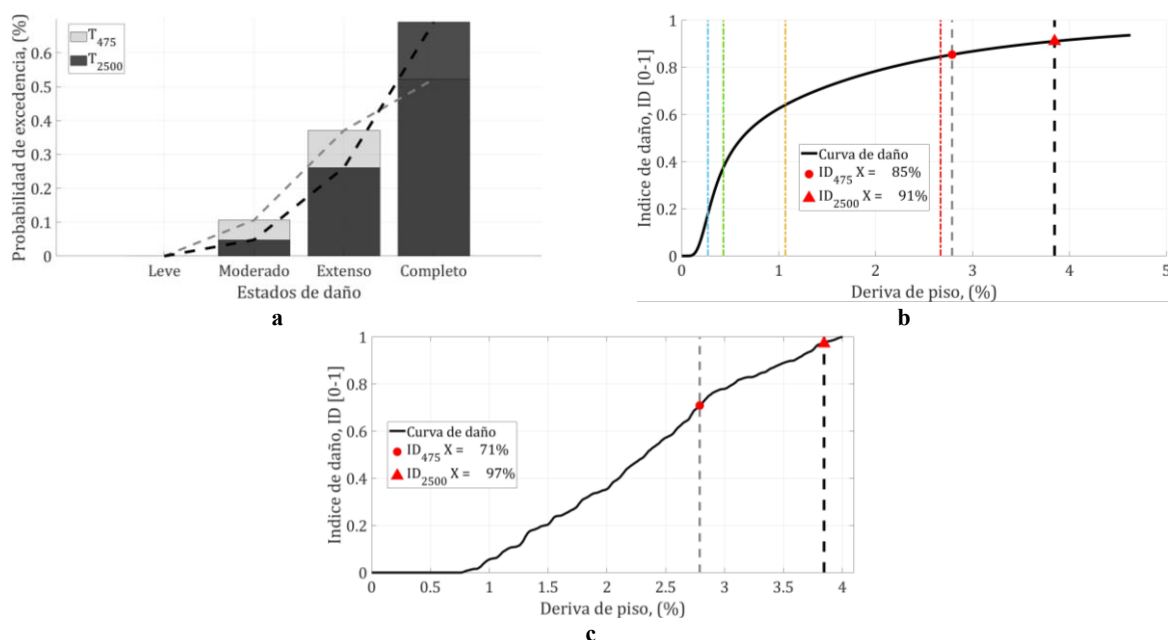 T475
T2500
Probabilidad de excedencia, (%)
0.6
0.5
0.4
0.3
0.2
0.1
0
Leve Moderado Extenso Completo
Estados de daño
a
Indice de daño, ID [0-1]
1
0.8
0.6
0.4
0.2
0
Curva de daño
ID475 X = 85%
ID2500 X = 91%
0 1 2 3 4 5
Deriva de piso, (%)
b
Indice de daño, ID [0-1]
1
0.8
0.6
0.4
0.2
0
Curva de daño
ID475 X = 71%
ID2500 X = 97%
0 0.5 1 1.5 2 2.5 3 3.5 4
Deriva de piso, (%)
c